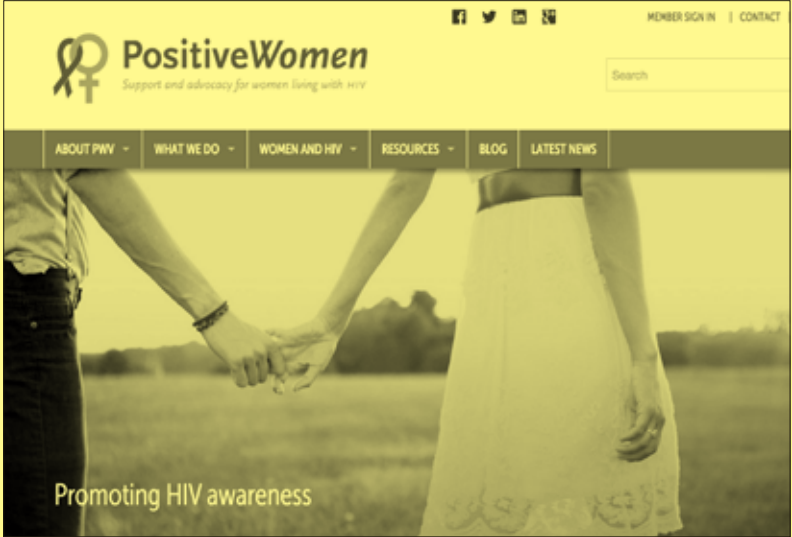 MEMBER SIGN IN | CONTACT |
PositiveWomen
Support and advocacy for women living with HIV
Search
ABOUT PWV
WHAT WE DO
WOMEN AND HIV
RESOURCES
BLOG
LATEST NEWS
Promoting HIV awareness